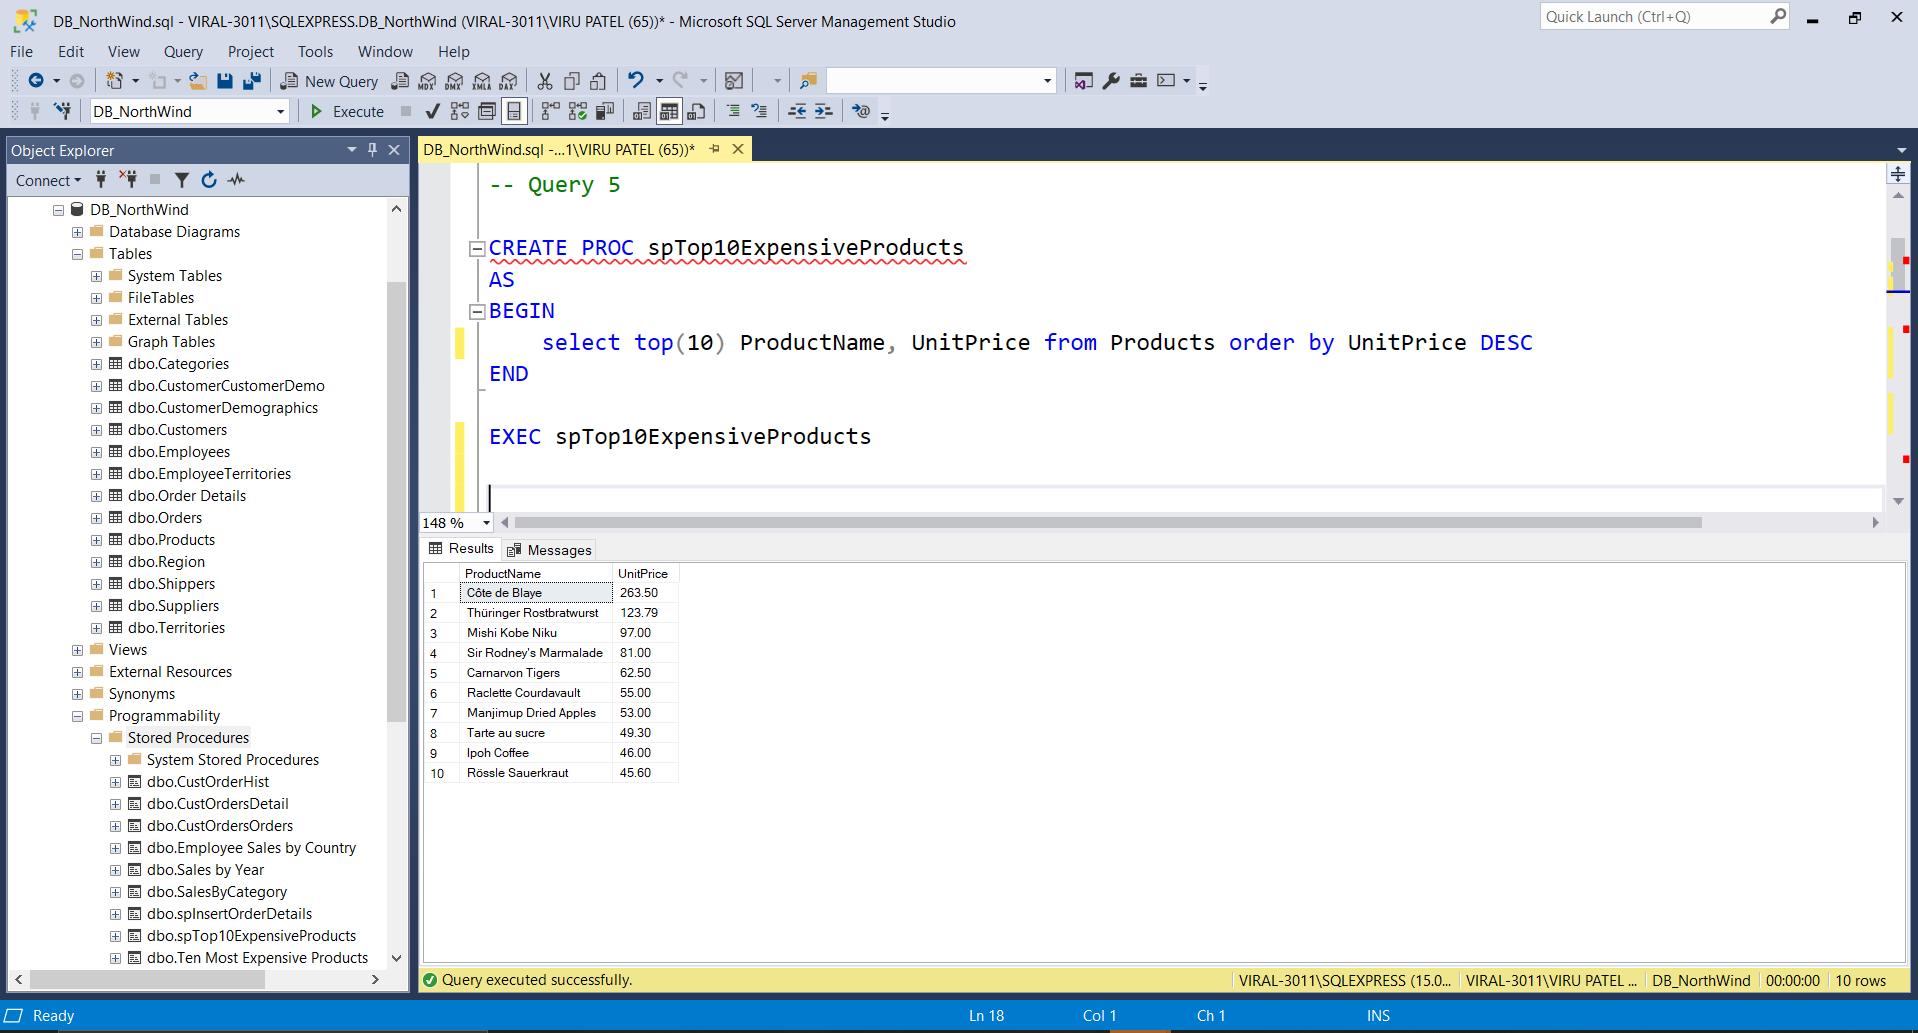 DB_NorthWind.sql - VIRAL-3011\SQLEXPRESS.DB_NorthWind (VIRAL-3011\VIRU PATEL (65))* - Microsoft SQL Server Management Studio
Quick Launch (Ctrl+Q)
File Edit View Query Project Tools Window Help
New Query MDX DMX XMLA DAX
DB_NorthWind Execute
Object Explorer
Connect
DB_NorthWind
Database Diagrams
Tables
System Tables
FileTables
External Tables
Graph Tables
dbo.Categories
dbo.CustomerCustomerDemo
dbo.CustomerDemographics
dbo.Customers
dbo.Employees
dbo.EmployeeTerritories
dbo.Order Details
dbo.Orders
dbo.Products
dbo.Region
dbo.Shippers
dbo.Suppliers
dbo.Territories
Views
External Resources
Synonyms
Programmability
Stored Procedures
System Stored Procedures
dbo.CustOrderHist
dbo.CustOrdersDetail
dbo.CustOrdersOrders
dbo.Employee Sales by Country
dbo.Sales by Year
dbo.SalesByCategory
dbo.spInsertOrderDetails
dbo.spTop10ExpensiveProducts
dbo.Ten Most Expensive Products
DB_NorthWind.sql -...1\VIRU PATEL (65))*
-- Query 5
CREATE PROC spTop10ExpensiveProducts
AS
BEGIN
select top(10) ProductName, UnitPrice from Products order by UnitPrice DESC
END
EXEC spTop10ExpensiveProducts
148 %
Results Messages
ProductName UnitPrice
1 Côte de Blaye 263.50
2 Thüringer Rostbratwurst 123.79
3 Mishi Kobe Niku 97.00
4 Sir Rodney's Marmalade 81.00
5 Carnarvon Tigers 62.50
6 Raclette Courdavault 55.00
7 Manjimup Dried Apples 53.00
8 Tarte au sucre 49.30
9 Ipoh Coffee 46.00
10 Rössle Sauerkraut 45.60
Query executed successfully. VIRAL-3011\SQLEXPRESS (15.0... VIRAL-3011\VIRU PATEL ... DB_NorthWind 00:00:00 10 rows
Ready Ln 18 Col 1 Ch 1 INS